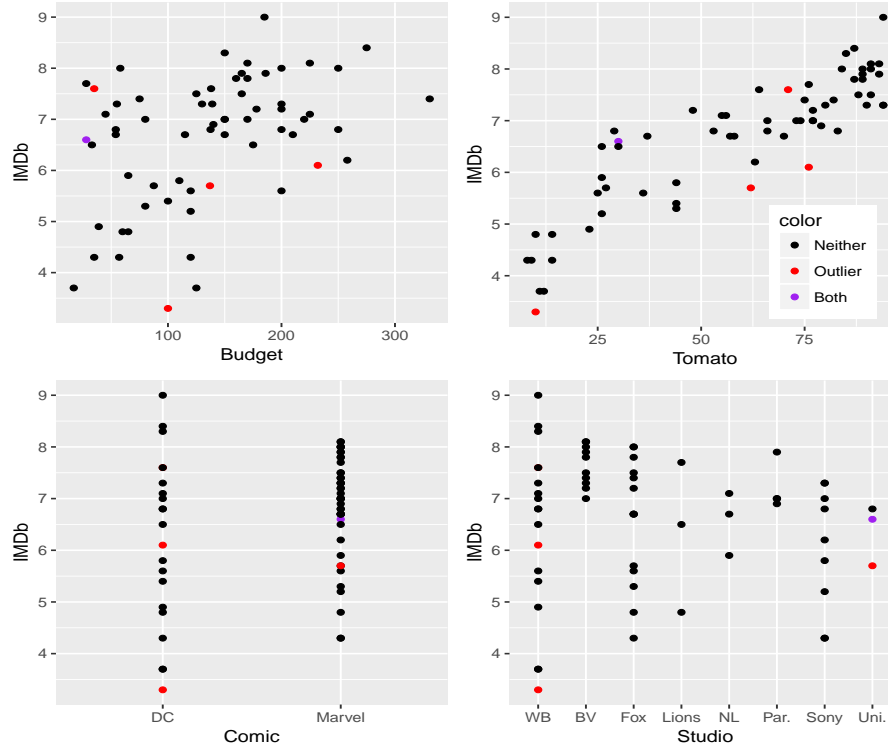 9
8
7
6
5
4
IMDb
100
200
300
Budget
9
8
7
6
5
4
IMDb
25
50
75
Tomato
color
Neither
Outlier
Both
9
8
7
6
5
4
IMDb
DC
Marvel
Comic
9
8
7
6
5
4
IMDb
WB BV Fox Lions NL Par. Sony Uni.
Studio